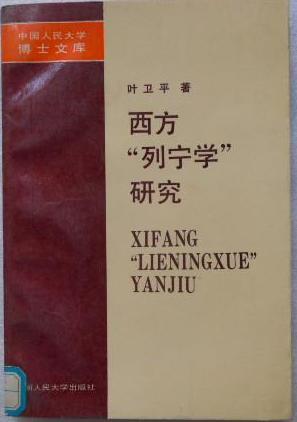 中国人民大学
博士文库
叶卫平 著
西方
“列宁学”
研究
XIFANG
“LIENINGXUE”
YANJIU
国人民大学出版社